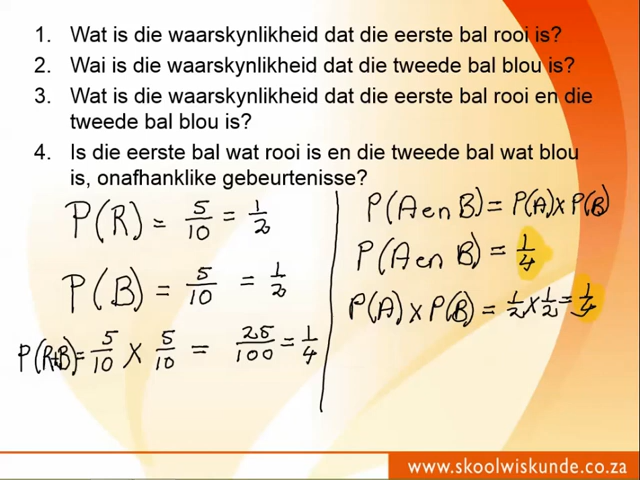 1. Wat is die waarskynlikheid dat die eerste bal rooi is?
2. Wai is die waarskynlikheid dat die tweede bal blou is?
3. Wat is die waarskynlikheid dat die eerste bal rooi en die
tweede bal blou is?
4. Is die eerste bal wat rooi is en die tweede bal wat blou
is, onafhanklike gebeurtenisse?
P(R) = 5/10 = 1/2
P(B) = 5/10 = 1/2
P(R+B) = 5/10 × 5/10 = 25/100 = 1/4
P(A en B) = P(A) × P(B)
P(A en B) = 1/4
P(A) × P(B) = 1/2 × 1/2 = 1/4
www.skoolwiskunde.co.za